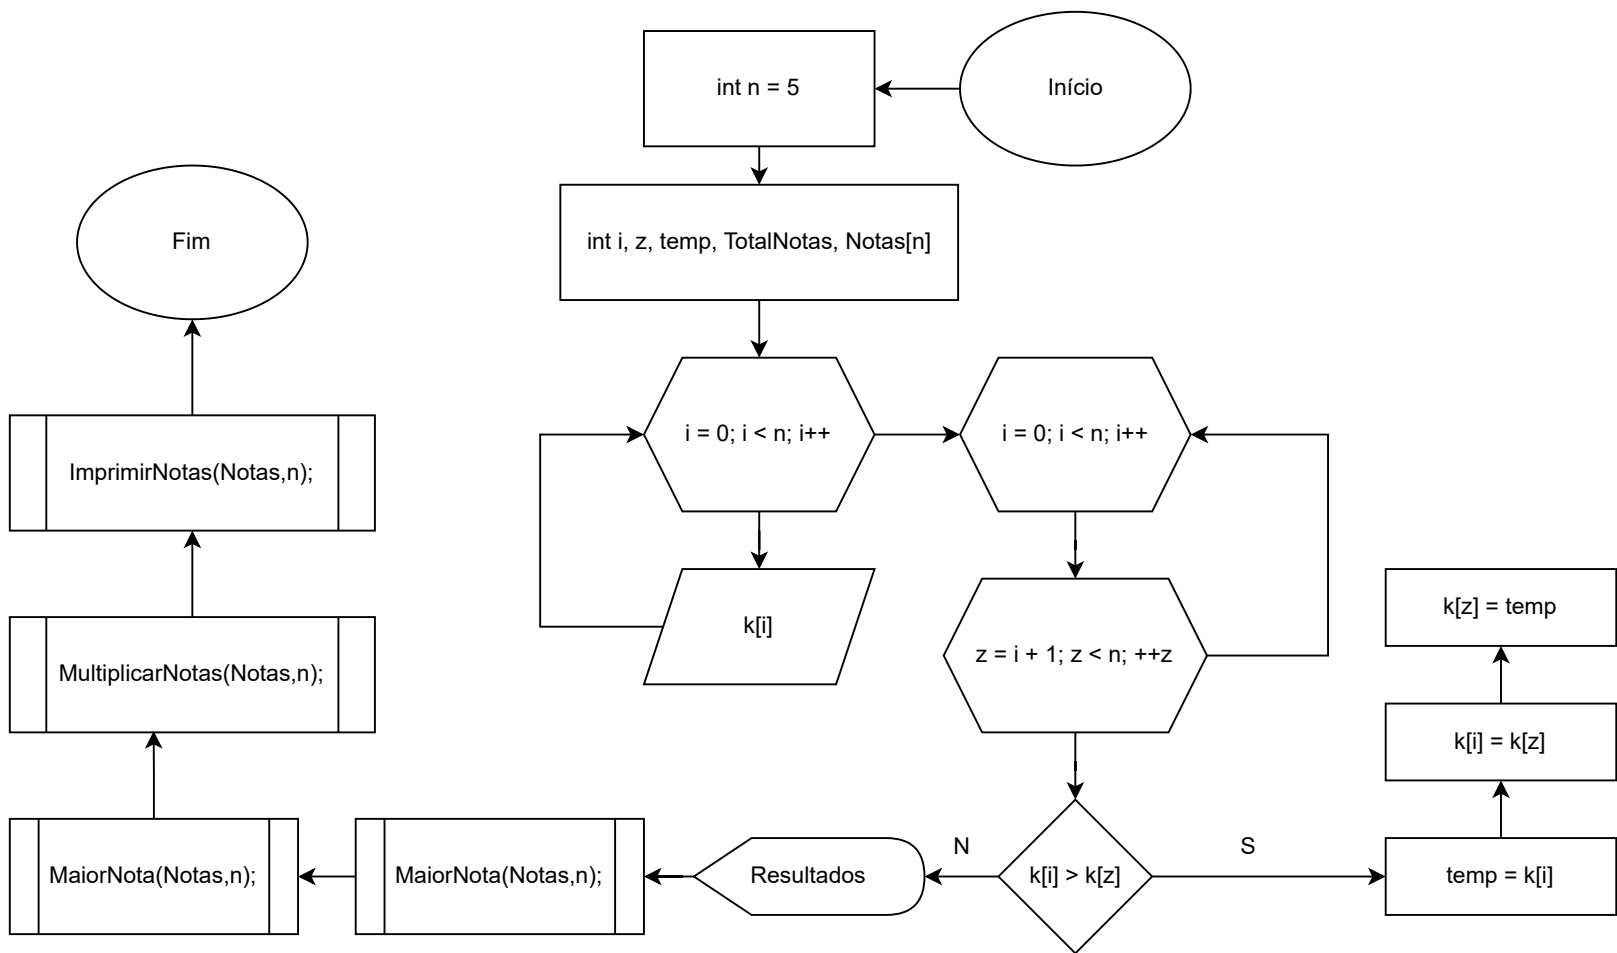 Início
int n = 5
int i, z, temp, TotalNotas, Notas[n]
i = 0; i < n; i++
k[i]
i = 0; i < n; i++
z = i + 1; z < n; ++z
k[i] > k[z]
S
temp = k[i]
k[i] = k[z]
k[z] = temp
N
Resultados
MaiorNota(Notas,n);
MaiorNota(Notas,n);
MultiplicarNotas(Notas,n);
ImprimirNotas(Notas,n);
Fim